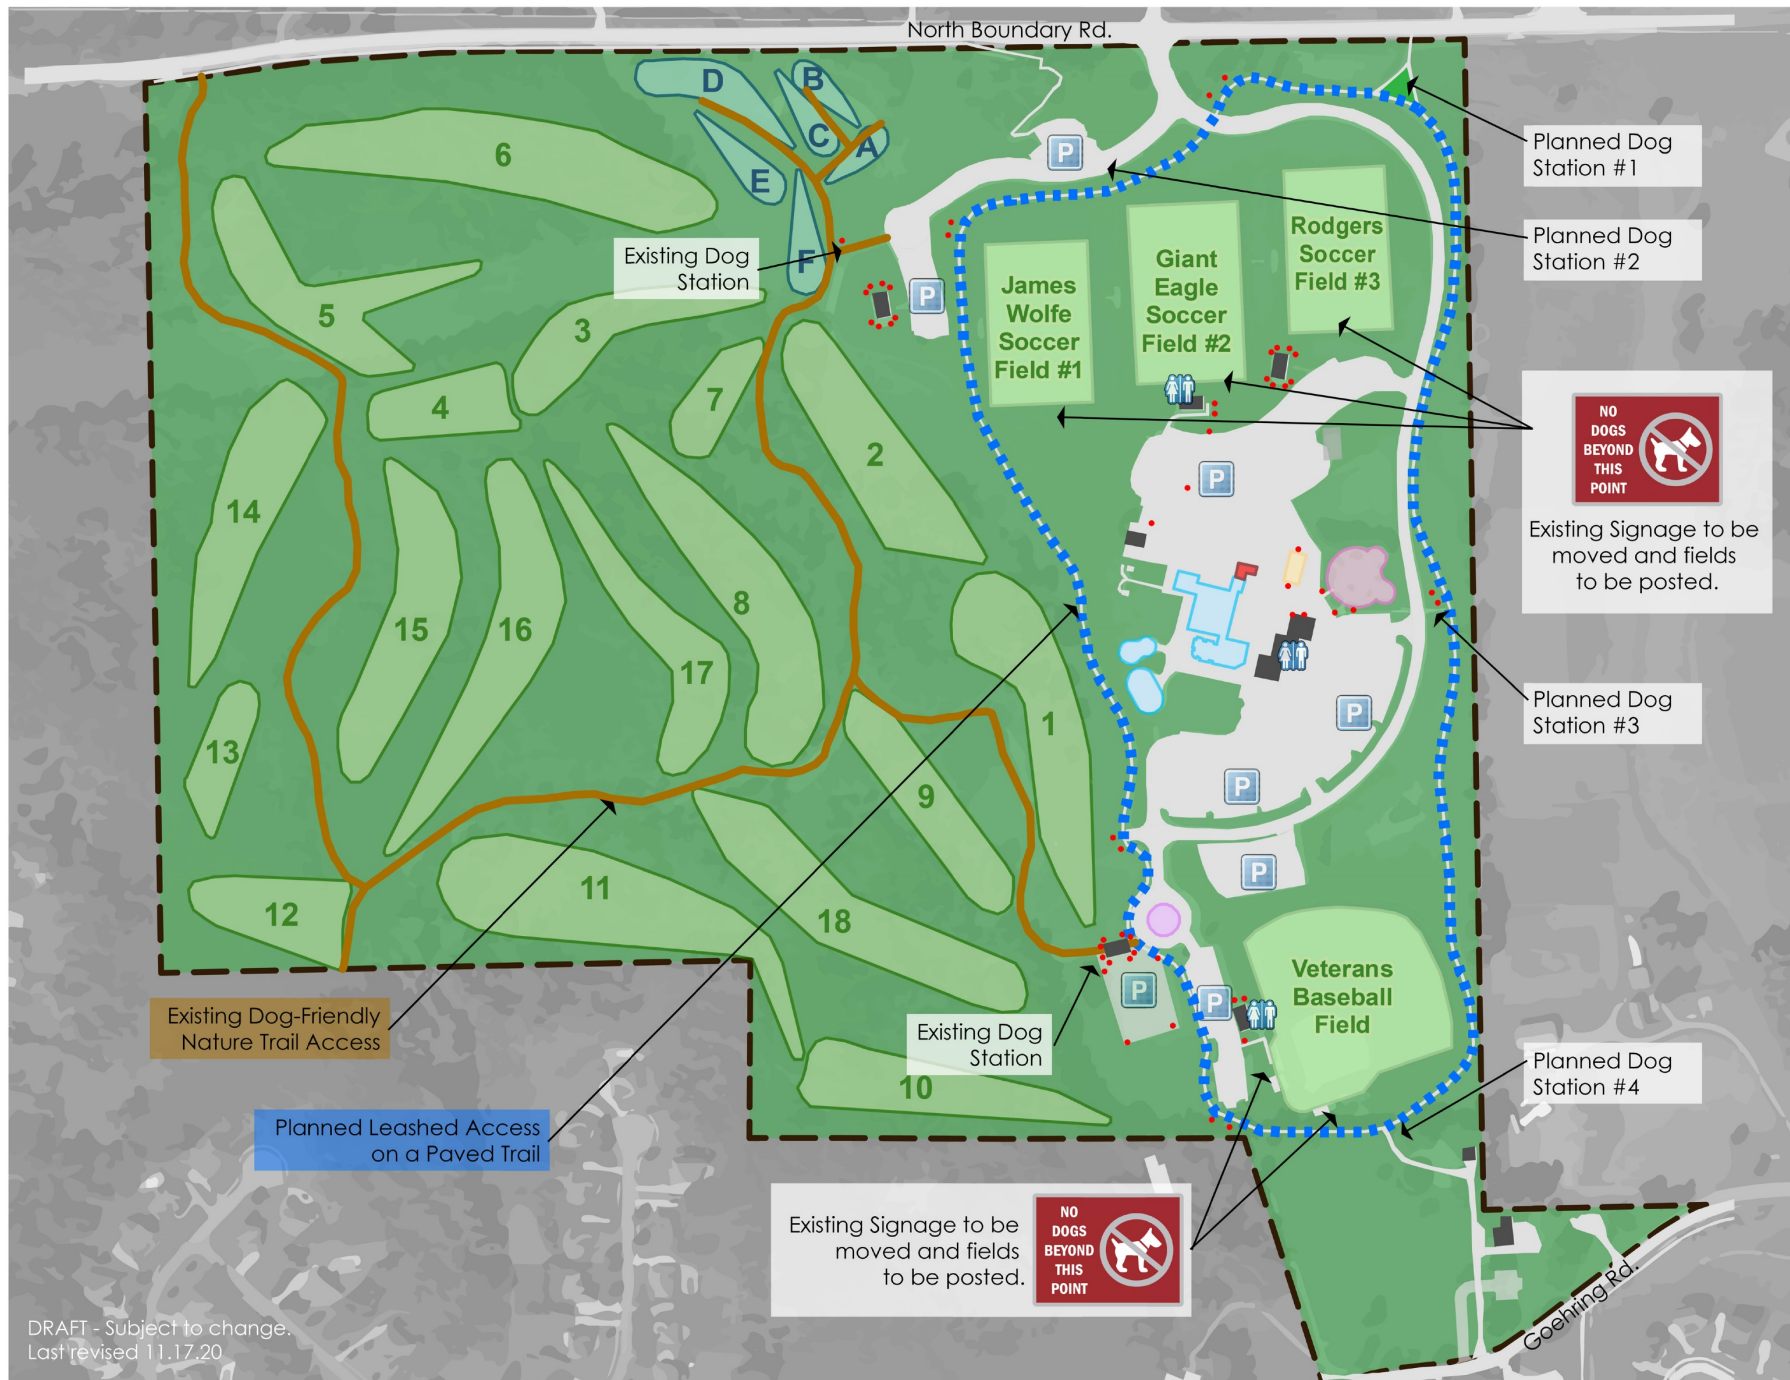 North Boundary Rd.
D
B
C
A
E
F
6
5
3
4
7
2
14
15
16
17
8
1
13
9
12
11
18
10
P
P
P
P
P
P
P
P
James
Wolfe
Soccer
Field #1
Giant
Eagle
Soccer
Field #2
Rodgers
Soccer
Field #3
Veterans
Baseball
Field
Planned Dog
Station #1
Planned Dog
Station #2
Existing Dog
Station
NO
DOGS
BEYOND
THIS
POINT
Existing Signage to be
moved and fields
to be posted.
Planned Dog
Station #3
Existing Dog-Friendly
Nature Trail Access
Existing Dog
Station
Planned Dog
Station #4
Planned Leashed Access
on a Paved Trail
Existing Signage to be
moved and fields
to be posted.
NO
DOGS
BEYOND
THIS
POINT
Goehring Rd.
DRAFT - Subject to change.
Last revised 11.17.20